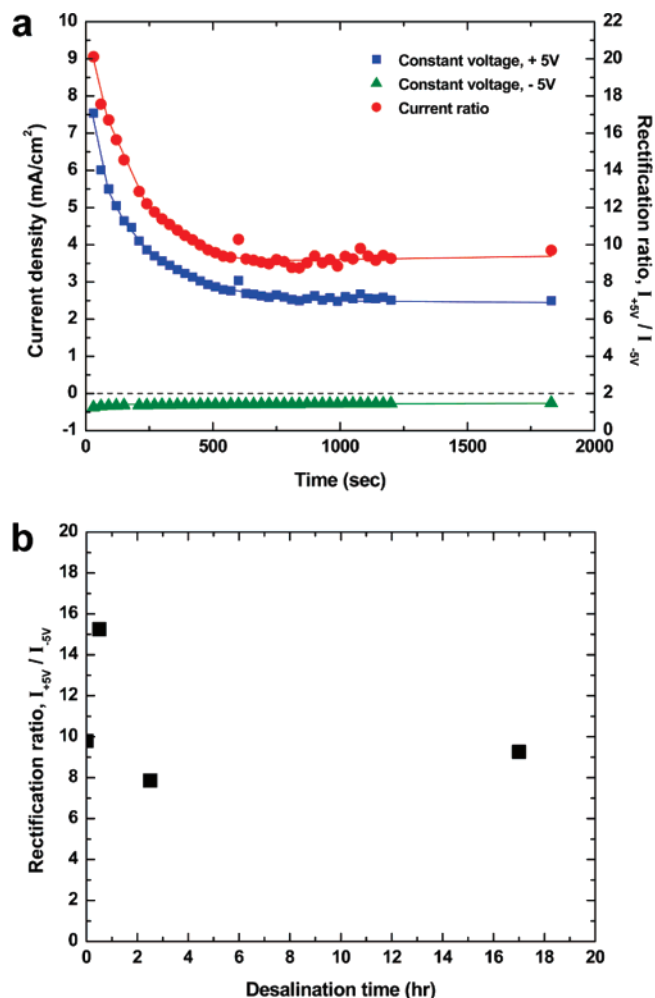 a
10
9
8
7
6
5
4
3
2
1
0
-1
Current density (mA/cm²)
Constant voltage, + 5V
Constant voltage, - 5V
Current ratio
22
20
18
16
14
12
10
8
6
4
2
0
Rectification ratio, I+5V / I-5V
0 500 1000 1500 2000
Time (sec)
b
20
18
16
14
12
10
8
6
4
2
0
Rectification ratio, I+5V / I-5V
0 2 4 6 8 10 12 14 16 18 20
Desalination time (hr)